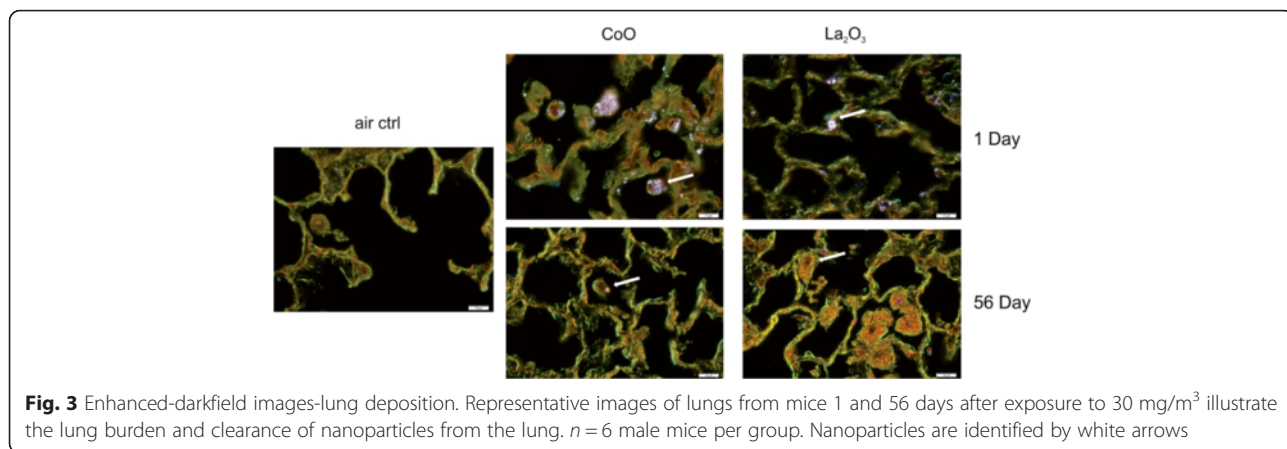 CoO
La₂O₃
air ctrl
1 Day
56 Day
Fig. 3 Enhanced-darkfield images-lung deposition. Representative images of lungs from mice 1 and 56 days after exposure to 30 mg/m³ illustrate
the lung burden and clearance of nanoparticles from the lung. n = 6 male mice per group. Nanoparticles are identified by white arrows